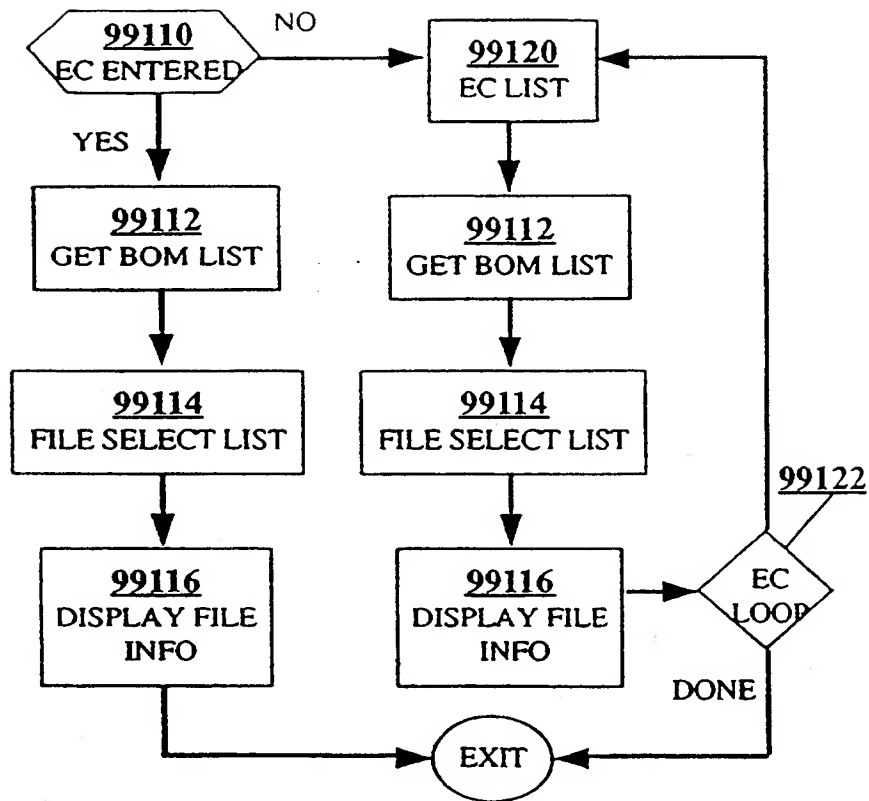 99110
EC ENTERED
NO
99120
EC LIST
YES
99112
GET BOM LIST
99112
GET BOM LIST
99114
FILE SELECT LIST
99114
FILE SELECT LIST
99122
99116
DISPLAY FILE
INFO
99116
DISPLAY FILE
INFO
EC
LOOP
DONE
EXIT